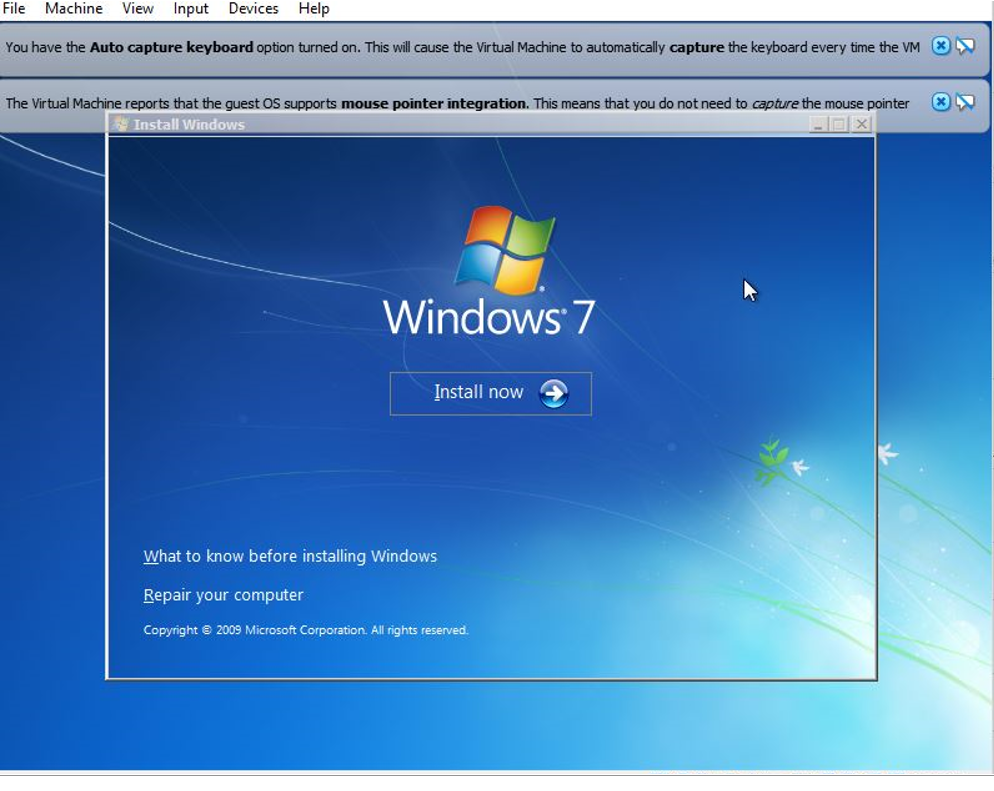 File Machine View Input Devices Help
You have the Auto capture keyboard option turned on. This will cause the Virtual Machine to automatically capture the keyboard every time the VM
The Virtual Machine reports that the guest OS supports mouse pointer integration. This means that you do not need to capture the mouse pointer
Install Windows
Windows® 7
Install now
What to know before installing Windows
Repair your computer
Copyright © 2009 Microsoft Corporation. All rights reserved.